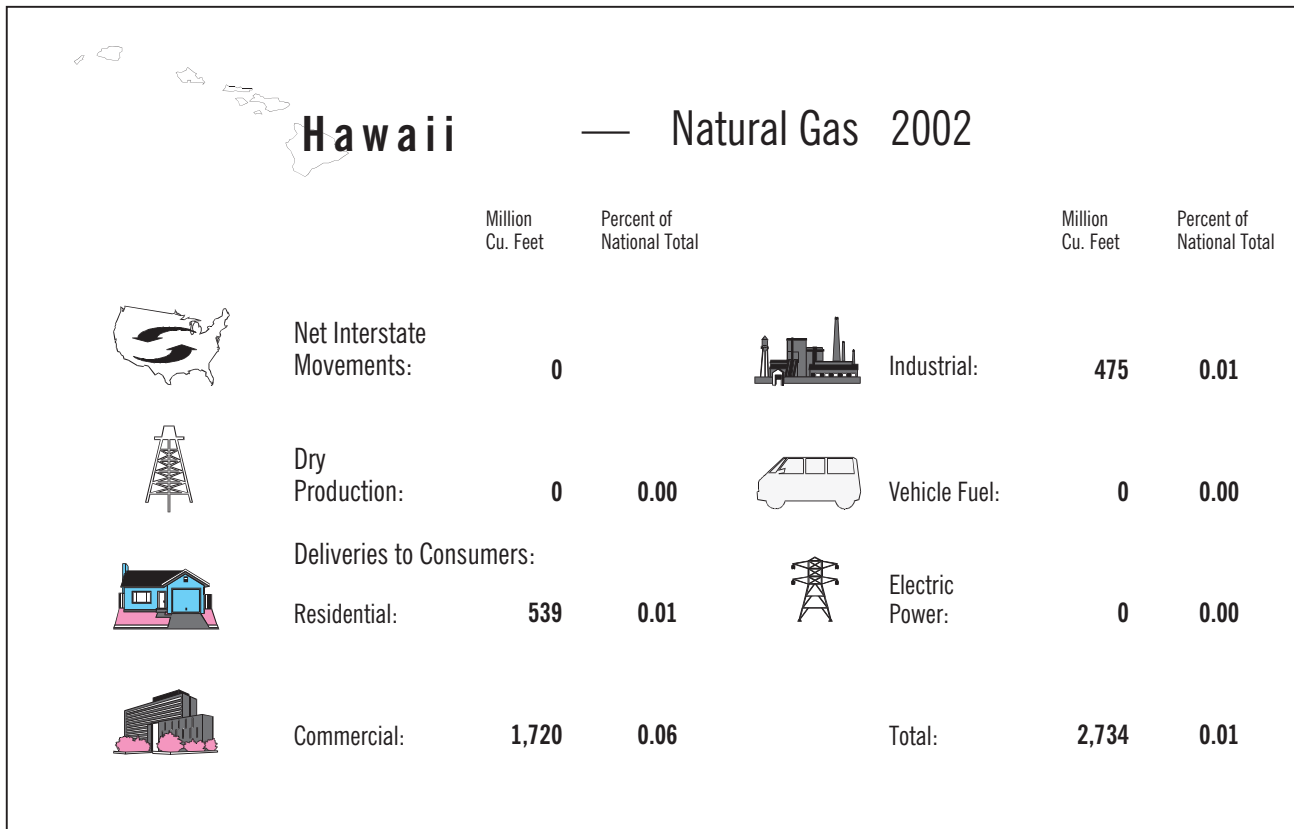 Hawaii — Natural Gas 2002
Million Cu. Feet
Percent of National Total
Net Interstate
Movements: 0
Dry
Production: 0 0.00
Deliveries to Consumers:
Residential: 539 0.01
Commercial: 1,720 0.06
Million Cu. Feet
Percent of National Total
Industrial: 475 0.01
Vehicle Fuel: 0 0.00
Electric
Power: 0 0.00
Total: 2,734 0.01